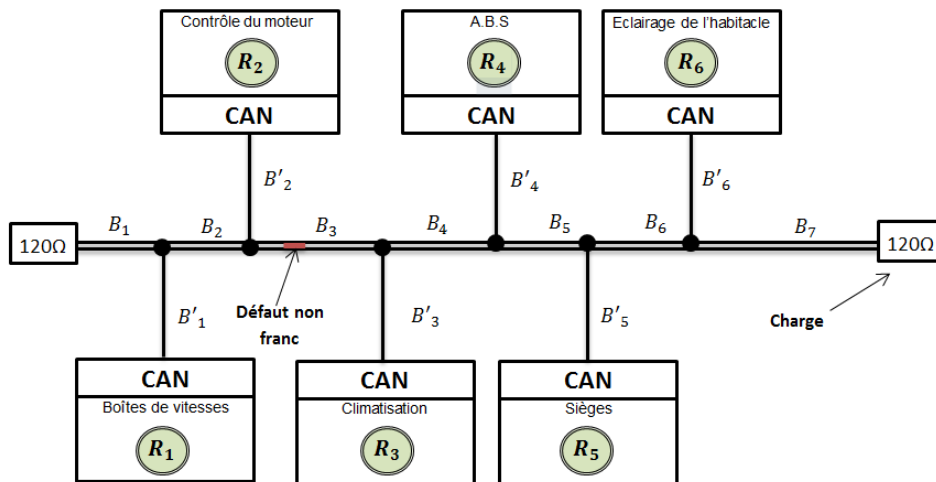 Contrôle du moteur
R₂
CAN
A.B.S
R₄
CAN
Eclairage de l'habitacle
R₆
CAN
B'₂
B'₄
B'₆
B₁
B₂
B₃
B₄
B₅
B₆
B₇
120Ω
120Ω
B'₁
Défaut non
franc
B'₃
B'₅
Charge
CAN
Boîtes de vitesses
R₁
CAN
Climatisation
R₃
CAN
Sièges
R₅